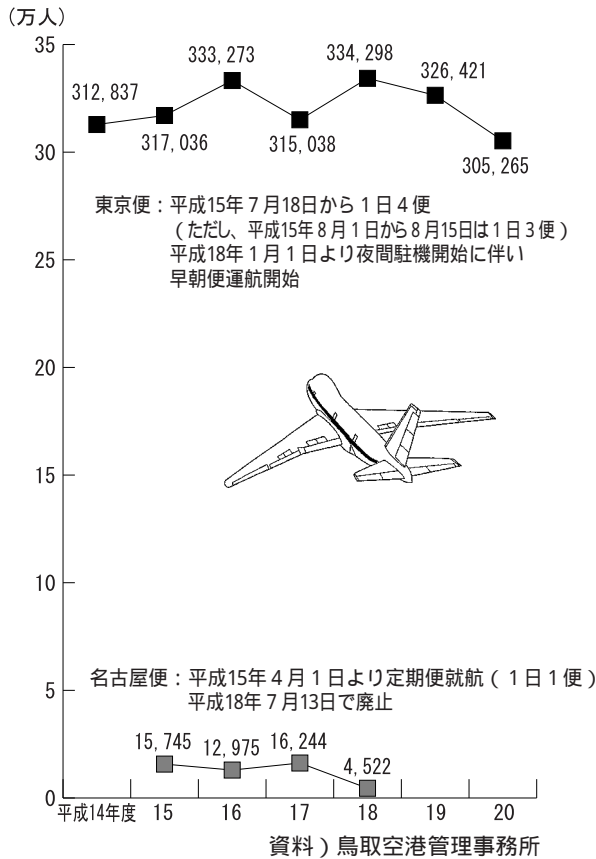 (万人)
35
333,273
334,298
326,421
312,837
317,036
315,038
305,265
30
東京便：平成15年７月18日から１日４便
（ただし、平成15年８月１日から８月15日は１日３便）
平成18年１月１日より夜間駐機開始に伴い
早朝便運航開始
25
20
15
10
5
名古屋便：平成15年４月１日より定期便就航（１日１便）
平成18年７月13日で廃止
15,745
12,975
16,244
4,522
0
平成14年度 15 16 17 18 19 20
資料）鳥取空港管理事務所